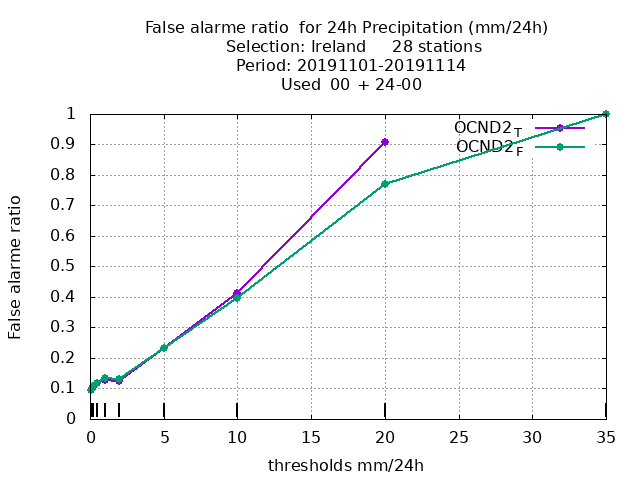 False alarme ratio  for 24h Precipitation (mm/24h)
Selection: Ireland     28 stations
Period: 20191101-20191114
Used  00 + 24-00
OCND2_T
OCND2_F
1
0.9
0.8
0.7
0.6
0.5
0.4
0.3
0.2
0.1
0
False alarme ratio
0 5 10 15 20 25 30 35
thresholds mm/24h